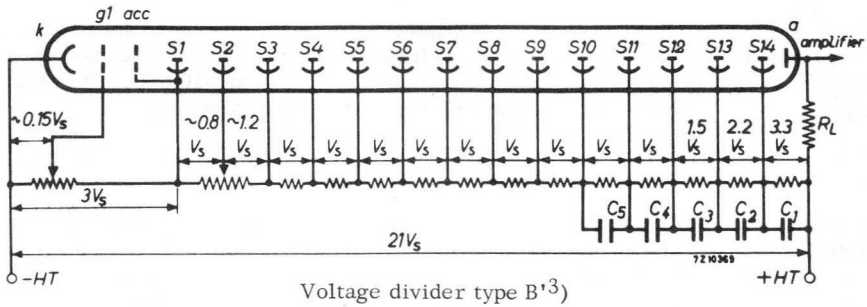 g1 acc
k S1 S2 S3 S4 S5 S6 S7 S8 S9 S10 S11 S12 S13 S14 a amplifier
~0.15Vs ~0.8 ~1.2 1.5 2.2 3.3 RL
Vs Vs Vs Vs Vs Vs Vs Vs Vs Vs Vs Vs Vs Vs
3Vs C5 C4 C3 C2 C1
21Vs
7Z10369
-HT +HT
Voltage divider type B'3)